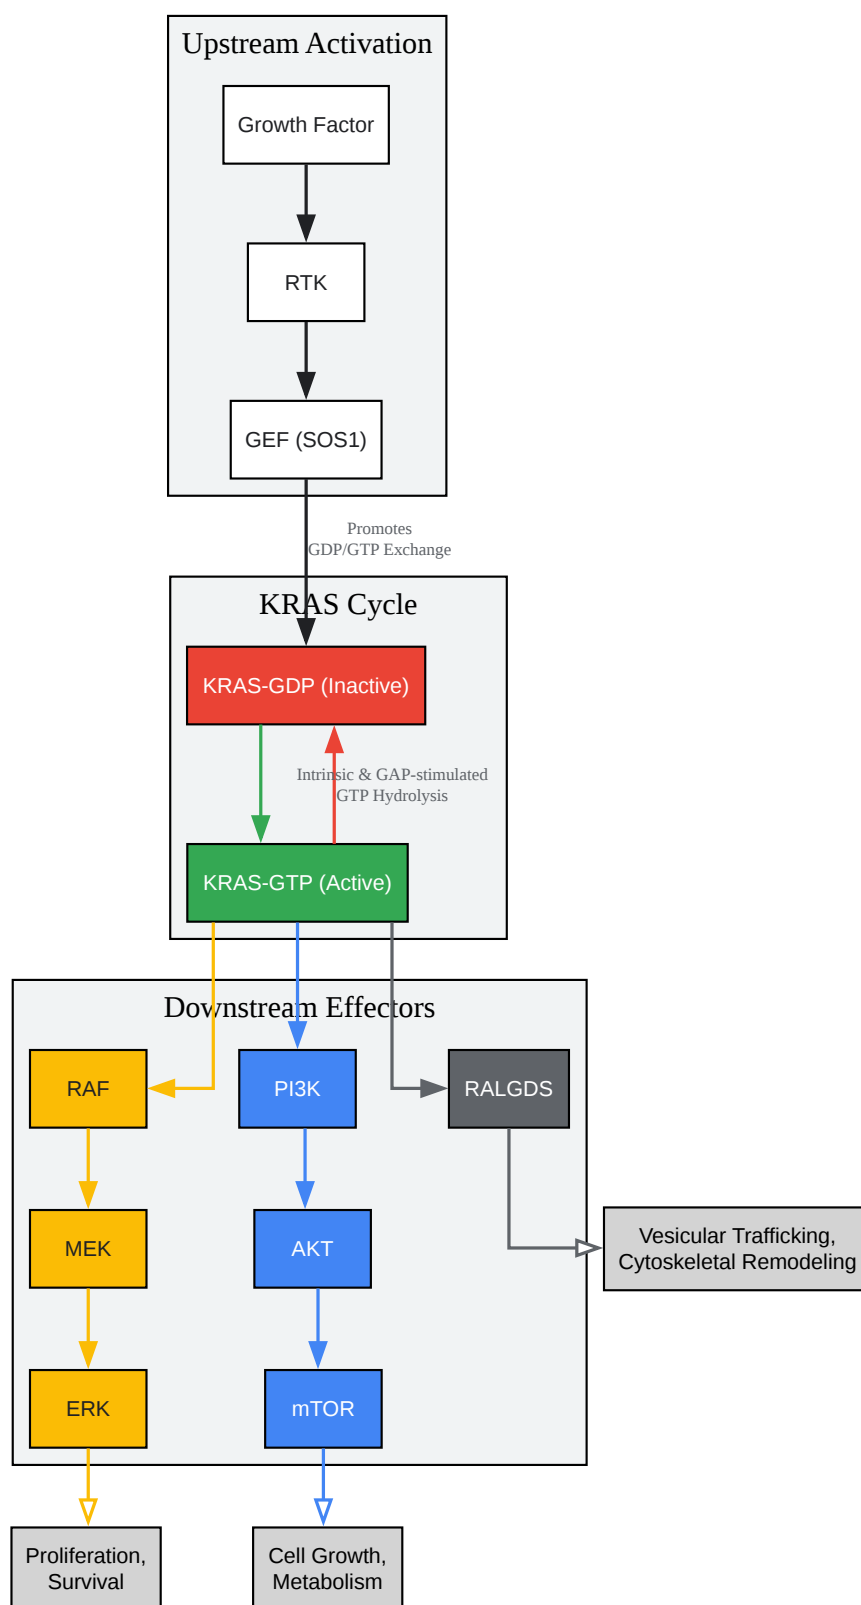 Upstream Activation
Growth Factor
RTK
GEF (SOS1)
Promotes
GDP/GTP Exchange
KRAS Cycle
KRAS-GDP (Inactive)
Intrinsic & GAP-stimulated
GTP Hydrolysis
KRAS-GTP (Active)
Downstream Effectors
RAF
PI3K
RALGDS
MEK
AKT
Vesicular Trafficking,
Cytoskeletal Remodeling
ERK
mTOR
Proliferation,
Survival
Cell Growth,
Metabolism